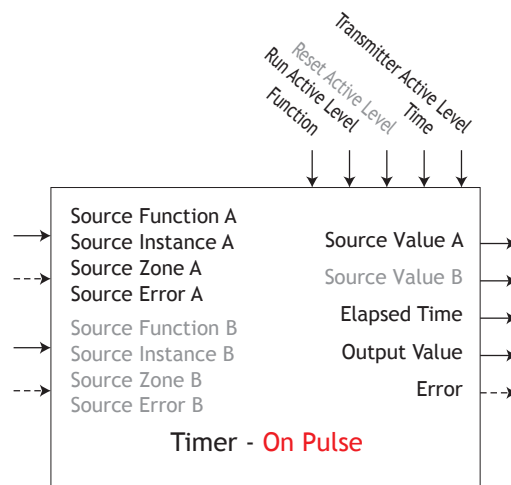 Function
Run Active Level
Reset Active Level
Time
Transmitter Active Level
Source Function A
Source Instance A
Source Zone A
Source Error A
Source Function B
Source Instance B
Source Zone B
Source Error B
Source Value A
Source Value B
Elapsed Time
Output Value
Error
Timer - On Pulse